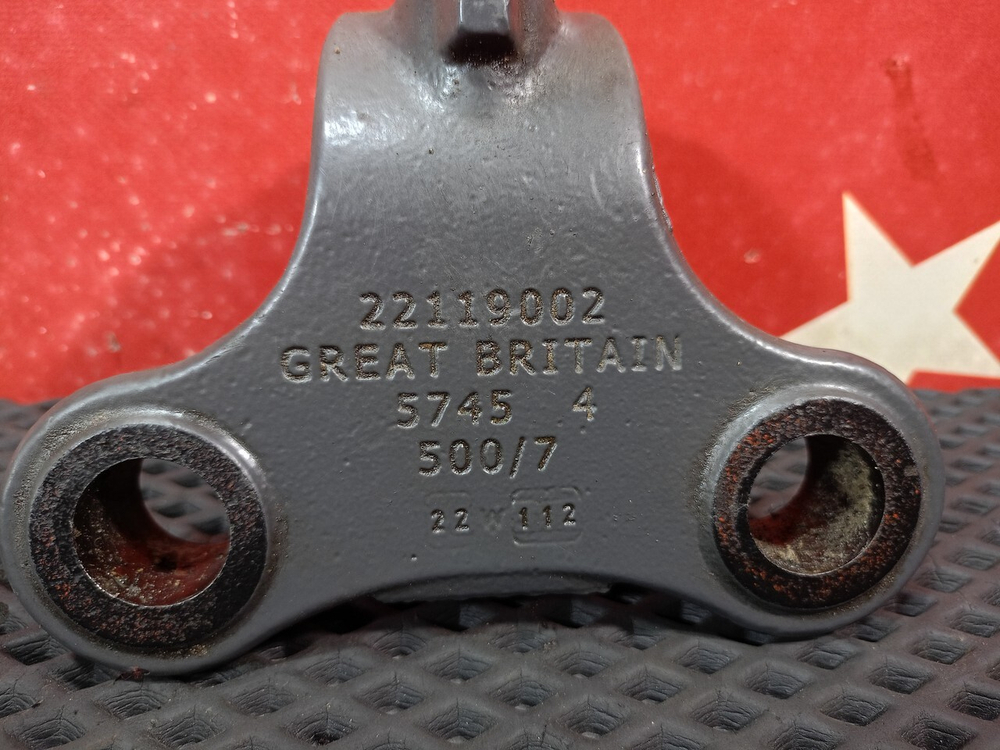 22119002
GREAT BRITAIN
5745 4
500/7
22 W 112